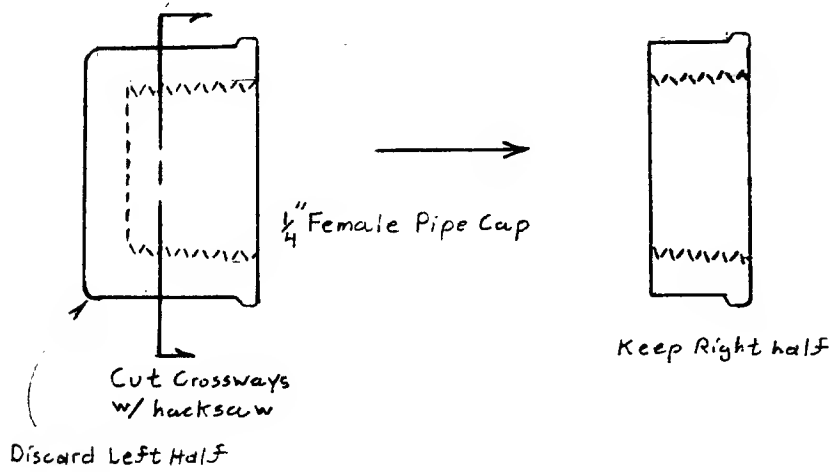 1/4" Female Pipe Cap
Keep Right half
Cut Crossways
w/ hacksaw
Discard Left Half